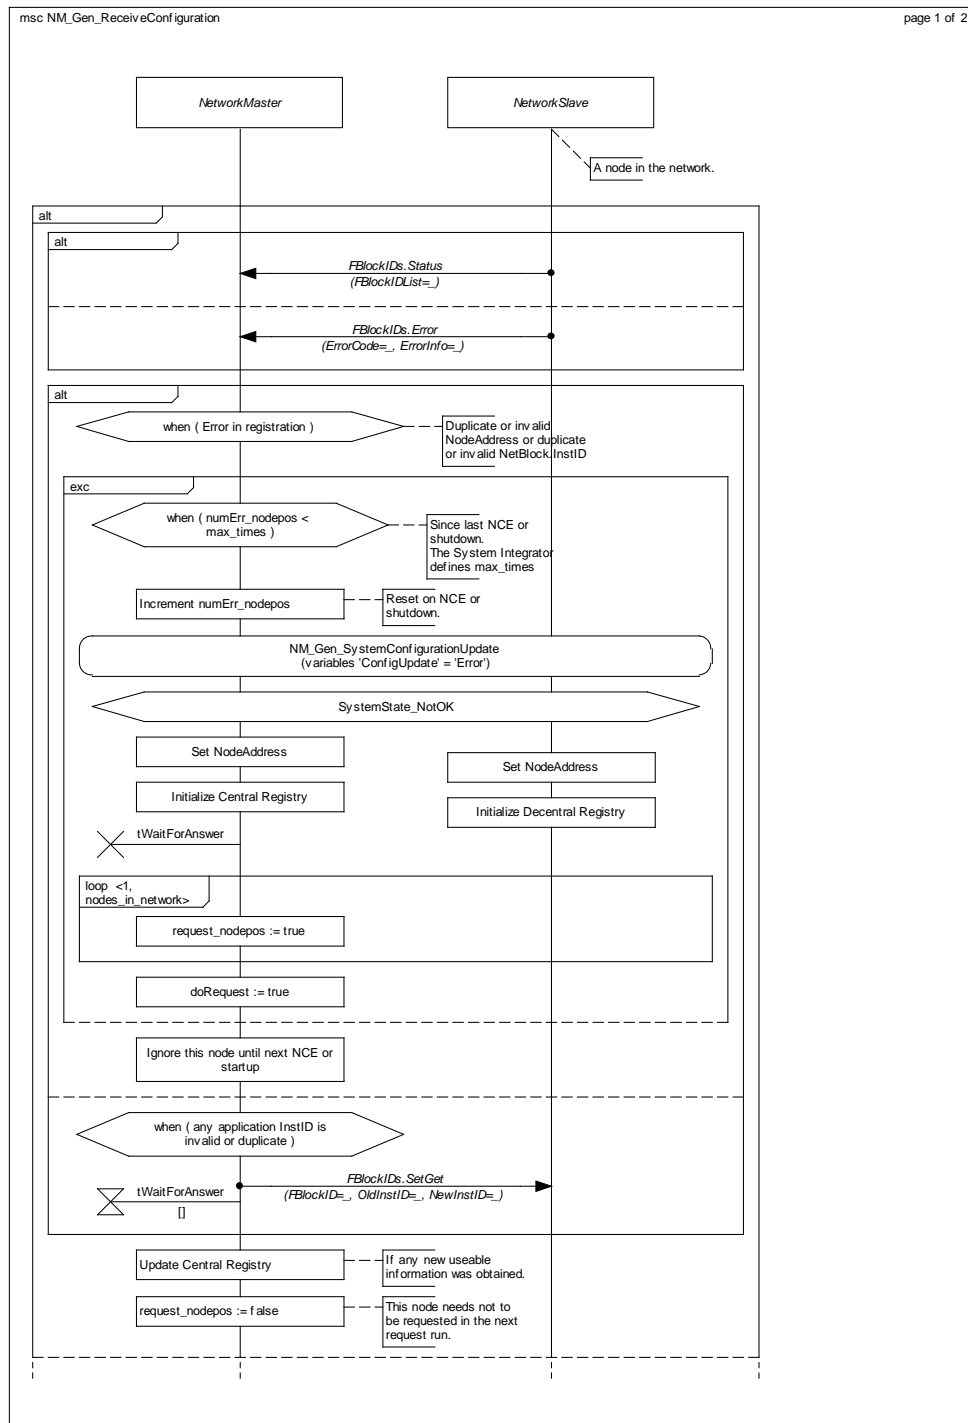 msc NM_Gen_ReceiveConfiguration
page 1 of 2
NetworkMaster
NetworkSlave
A node in the network.
alt
alt
FBlockIDs.Status
(FBlockIDList=_)
FBlockIDs.Error
(ErrorCode=_, ErrorInfo=_)
alt
when ( Error in registration )
Duplicate or invalid
NodeAddress or duplicate
or invalid NetBlock.InstID
exc
when ( numErr_nodepos <
max_times )
Since last NCE or
shutdown.
The System Integrator
defines max_times
Increment numErr_nodepos
Reset on NCE or
shutdown.
NM_Gen_SystemConfigurationUpdate
(variables 'ConfigUpdate' = 'Error')
SystemState_NotOK
Set NodeAddress
Set NodeAddress
Initialize Central Registry
Initialize Decentral Registry
tWaitForAnswer
loop <1,
nodes_in_network>
request_nodepos := true
doRequest := true
Ignore this node until next NCE or
startup
when ( any application InstID is
invalid or duplicate )
FBlockIDs.SetGet
(FBlockID=_, OldInstID=_, NewInstID=_)
tWaitForAnswer
[]
Update Central Registry
If any new useable
information was obtained.
request_nodepos := false
This node needs not to
be requested in the next
request run.